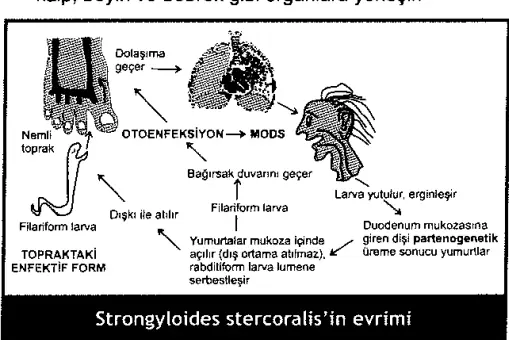 kalp, beyin ve böbrek gibi organlara yerleşir.
Dolaşıma
geçer
Nemli
toprak
OTOENFEKSİYON → MODS
Bağırsak duvarını geçer
Larva yutulur, erginleşir
Filariform larva
Dışkı ile atılır
Filariform larva
Duodenum mukozasına
giren dişi partenogenetik
üreme sonucu yumurtlar
Yumurtalar mukoza içinde
açılır (dış ortama atılmaz),
rabditiform larva lumene
serbestleşir
TOPRAKTAKİ
ENFEKTİF FORM
Strongyloides stercoralis'in evrimi